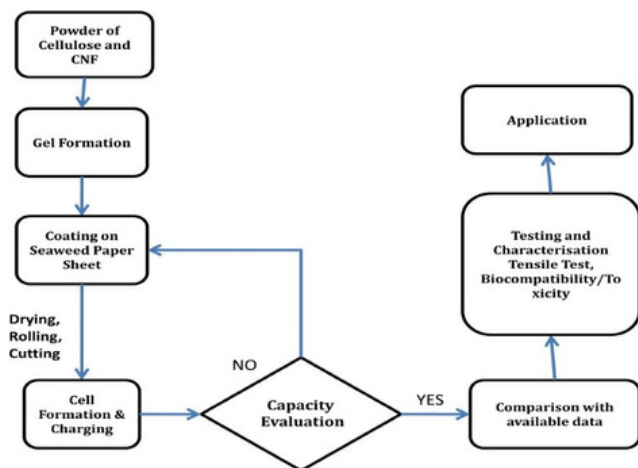 Powder of
Cellulose and
CNF
Gel Formation
Coating on
Seaweed Paper
Sheet
Drying,
Rolling,
Cutting
Cell
Formation &
Charging
NO
Capacity
Evaluation
YES
Comparison with
available data
Testing and
Characterisation
Tensile Test,
Biocompatibility/To
xicity
Application